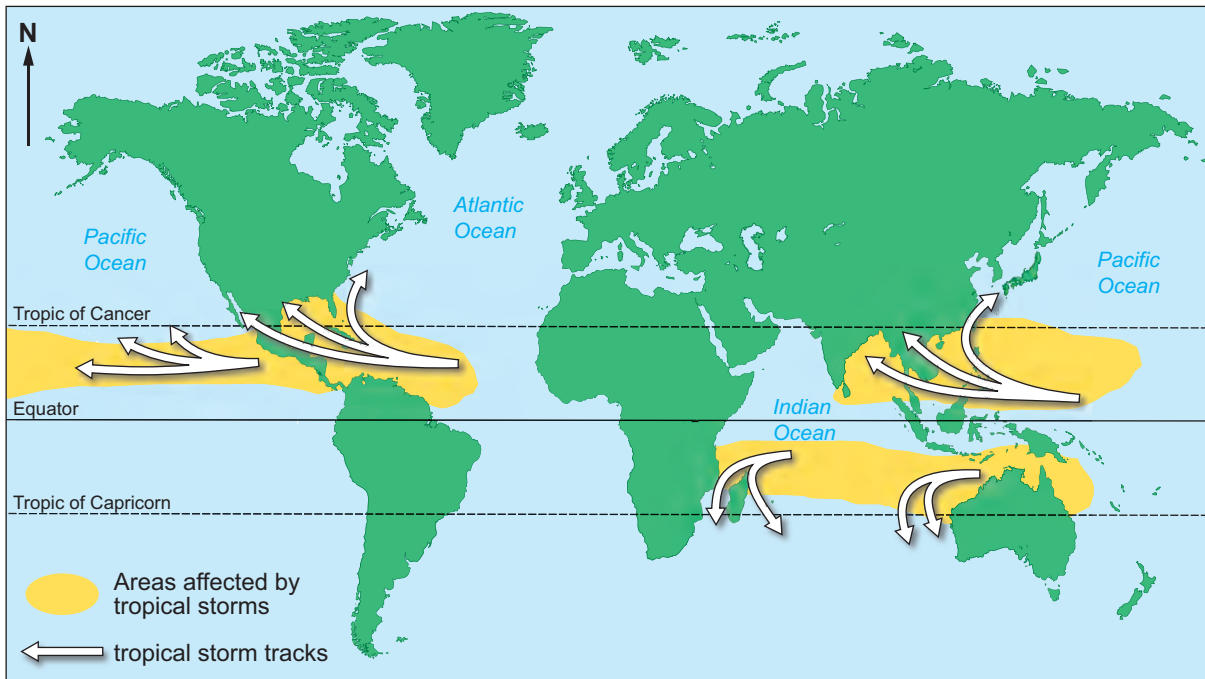 N
Atlantic
Ocean
Pacific
Ocean
Pacific
Ocean
Tropic of Cancer
Equator
Indian
Ocean
Tropic of Capricorn
Areas affected by
tropical storms
tropical storm tracks